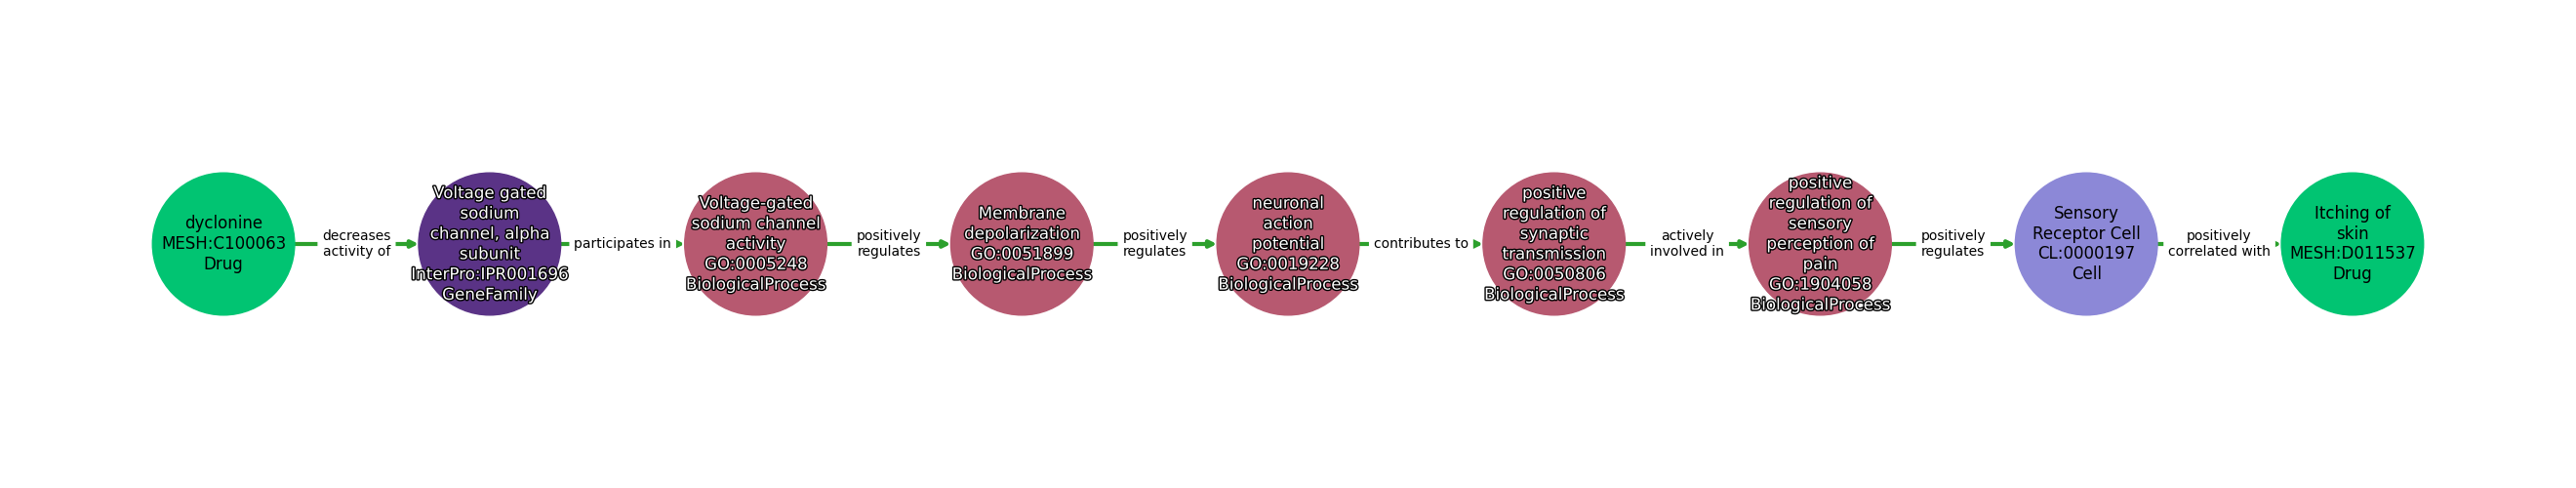 dyclonine
MESH:C100063
Drug
decreases
activity of
Voltage gated
sodium
channel, alpha
subunit
InterPro:IPR001696
GeneFamily
participates in
Voltage-gated
sodium channel
activity
GO:0005248
BiologicalProcess
positively
regulates
Membrane
depolarization
GO:0051899
BiologicalProcess
positively
regulates
neuronal
action
potential
GO:0019228
BiologicalProcess
contributes to
positive
regulation of
synaptic
transmission
GO:0050806
BiologicalProcess
actively
involved in
positive
regulation of
sensory
perception of
pain
GO:1904058
BiologicalProcess
positively
regulates
Sensory
Receptor Cell
CL:0000197
Cell
positively
correlated with
Itching of
skin
MESH:D011537
Drug